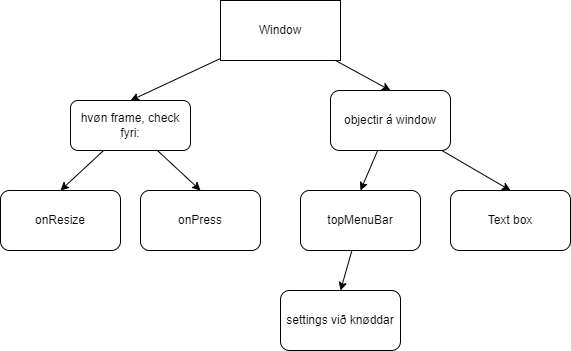 Window
hvøn frame, check
fyri:
objectir á window
onResize
onPress
topMenuBar
Text box
settings við knøddar